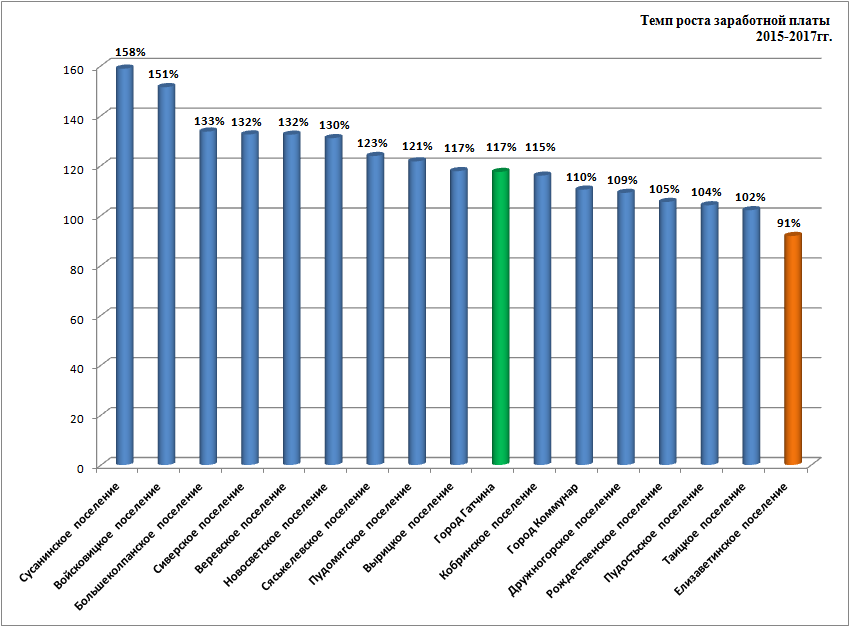 Темп роста заработной платы
2015-2017гг.
158%
151%
133%
132%
132%
130%
123%
121%
117%
117%
115%
110%
109%
105%
104%
102%
91%
160
140
120
100
80
60
40
20
0
Сусанинское поселение
Войсковицкое поселение
Большеколпанское поселение
Сиверское поселение
Веревское поселение
Новосветское поселение
Сяськелевское поселение
Пудомягское поселение
Вырицкое поселение
Город Гатчина
Кобринское поселение
Город Коммунар
Дружногорское поселение
Рождественское поселение
Пудостьское поселение
Таицкое поселение
Елизаветинское поселение